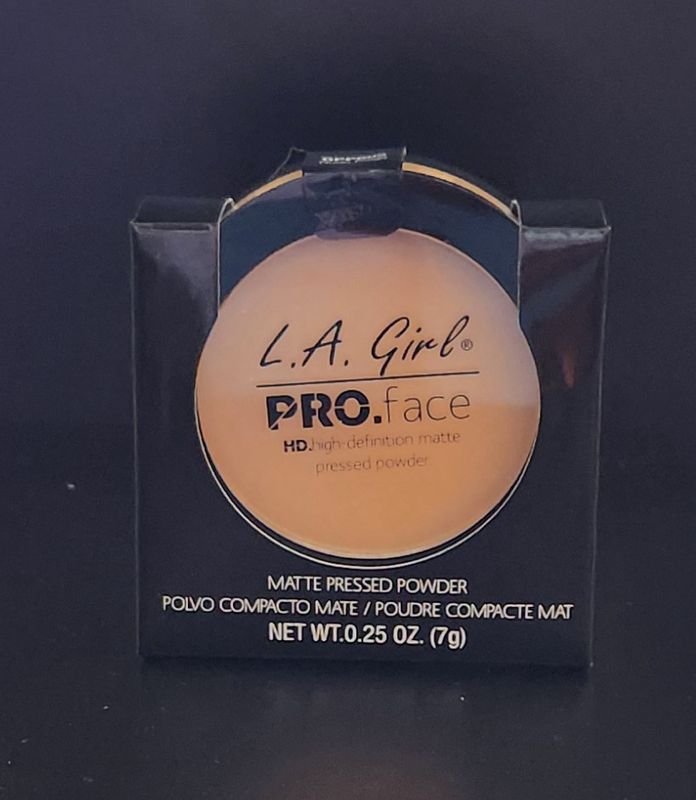 L.A. Girl®
PRO.face
HD.high-definition matte
pressed powder
MATTE PRESSED POWDER
POLVO COMPACTO MATE / POUDRE COMPACTE MAT
NET WT.0.25 OZ. (7g)